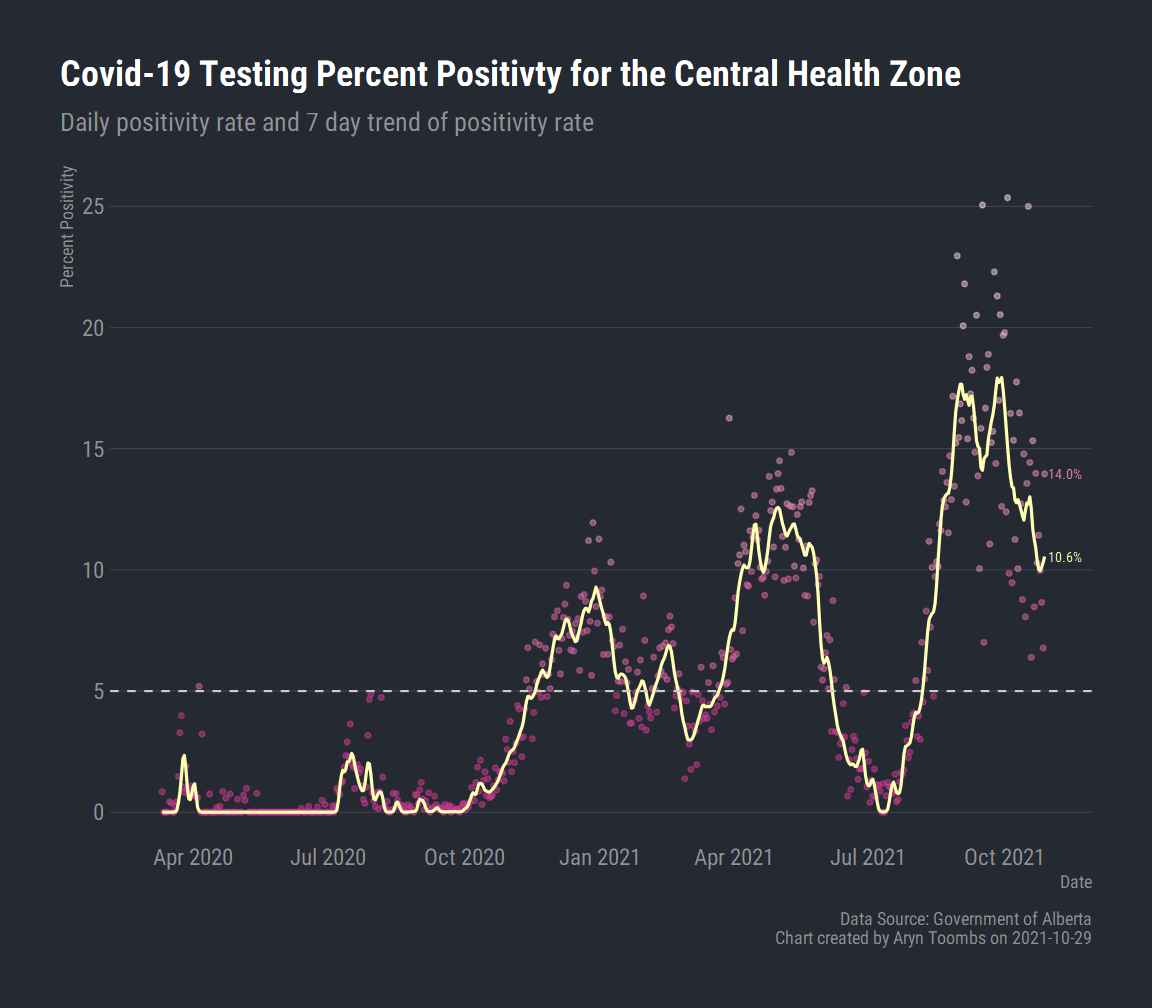 Covid-19 Testing Percent Positivty for the Central Health Zone
Daily positivity rate and 7 day trend of positivity rate
Percent Positivity
25
20
15
14.0%
10.6%
10
5
0
Apr 2020 Jul 2020 Oct 2020 Jan 2021 Apr 2021 Jul 2021 Oct 2021
Date
Data Source: Government of Alberta
Chart created by Aryn Toombs on 2021-10-29